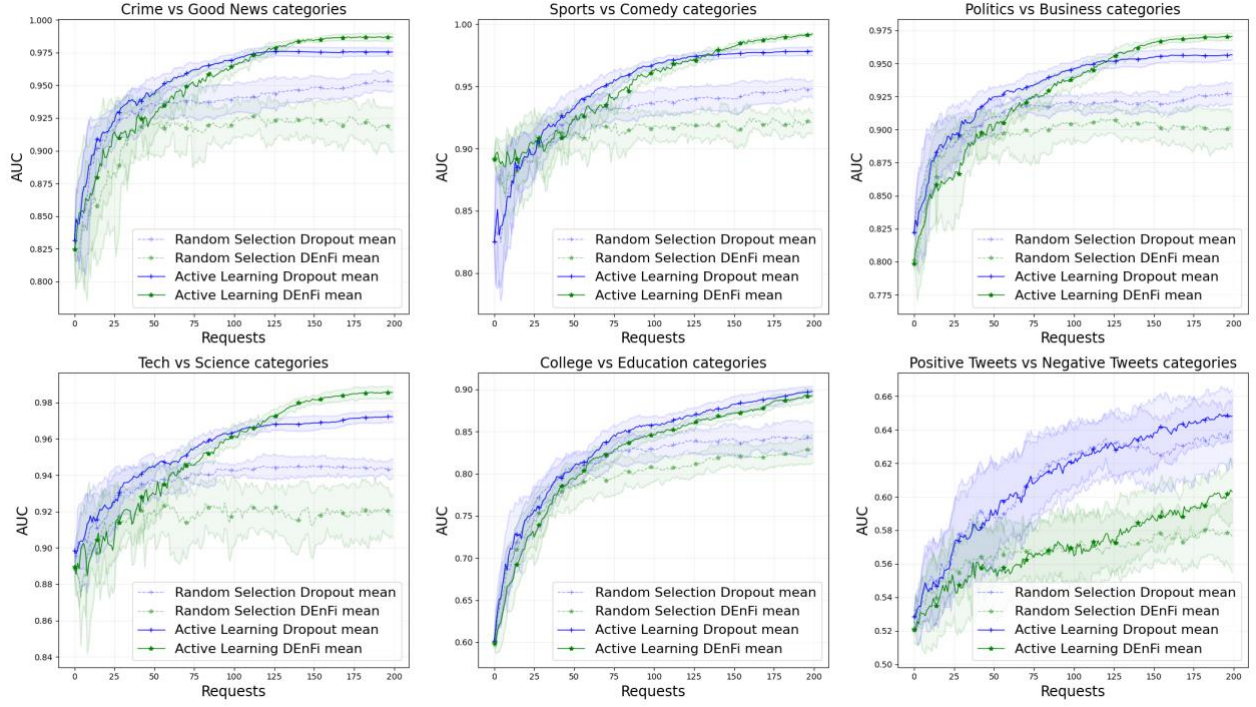 Crime vs Good News categories
1.000
0.975
0.950
0.925
0.900
0.875
0.850
0.825
0.800
AUC
Random Selection Dropout mean
Random Selection DEnFi mean
Active Learning Dropout mean
Active Learning DEnFi mean
0 25 50 75 100 125 150 175 200
Requests
Sports vs Comedy categories
1.00
0.95
0.90
0.85
0.80
AUC
Random Selection Dropout mean
Random Selection DEnFi mean
Active Learning Dropout mean
Active Learning DEnFi mean
0 25 50 75 100 125 150 175 200
Requests
Politics vs Business categories
0.975
0.950
0.925
0.900
0.875
0.850
0.825
0.800
0.775
AUC
Random Selection Dropout mean
Random Selection DEnFi mean
Active Learning Dropout mean
Active Learning DEnFi mean
0 25 50 75 100 125 150 175 200
Requests
Tech vs Science categories
0.98
0.96
0.94
0.92
0.90
0.88
0.86
0.84
AUC
Random Selection Dropout mean
Random Selection DEnFi mean
Active Learning Dropout mean
Active Learning DEnFi mean
0 25 50 75 100 125 150 175 200
Requests
College vs Education categories
0.90
0.85
0.80
0.75
0.70
0.65
0.60
AUC
Random Selection Dropout mean
Random Selection DEnFi mean
Active Learning Dropout mean
Active Learning DEnFi mean
0 25 50 75 100 125 150 175 200
Requests
Positive Tweets vs Negative Tweets categories
0.66
0.64
0.62
0.60
0.58
0.56
0.54
0.52
0.50
AUC
Random Selection Dropout mean
Random Selection DEnFi mean
Active Learning Dropout mean
Active Learning DEnFi mean
0 25 50 75 100 125 150 175 200
Requests